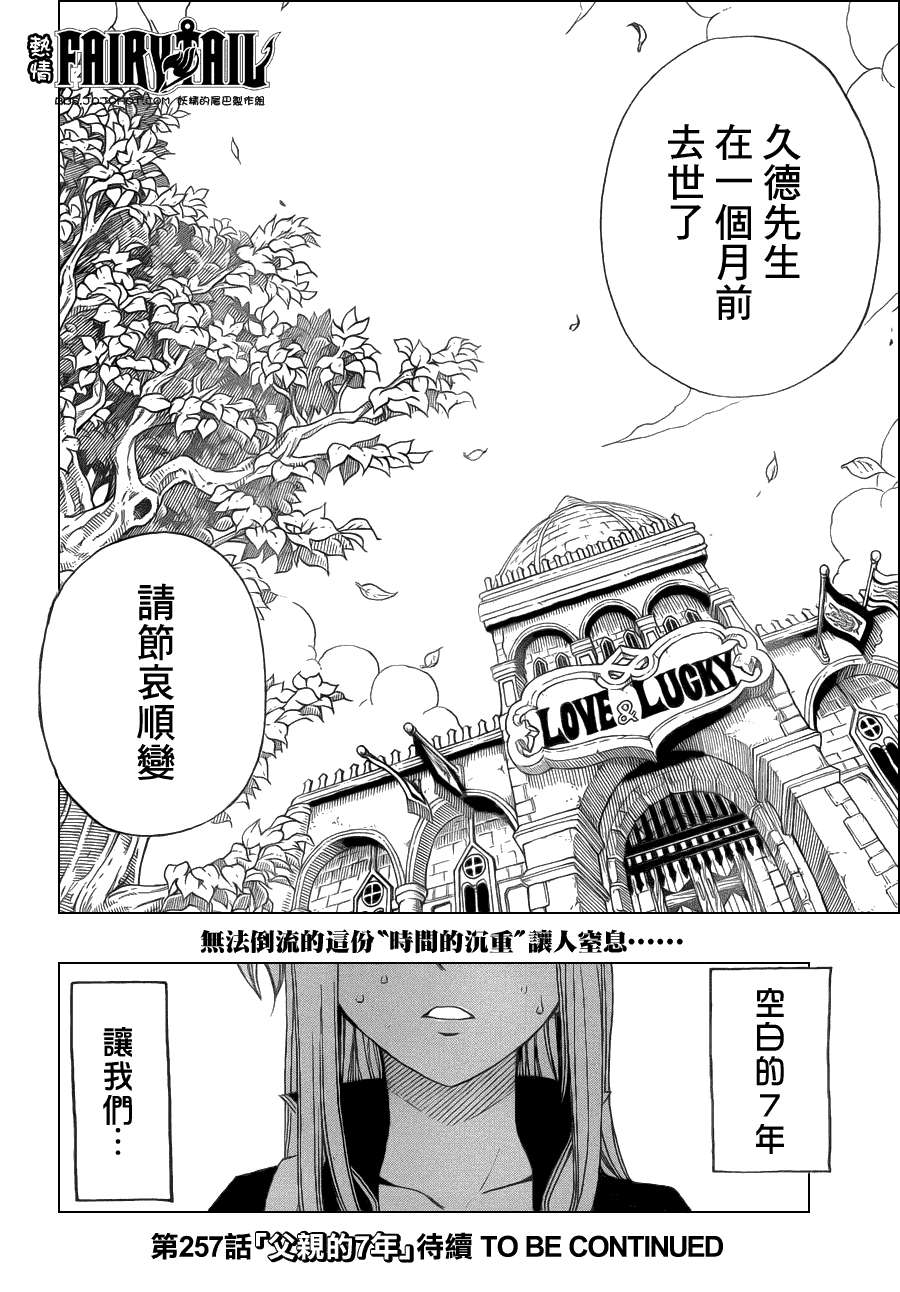 熱情
FAIRY TAIL
BBS.JOJOHOT.COM 妖精的尾巴製作組
久德先生
在一個月前
去世了
請節哀順變
LOVE & LUCKY
無法倒流的這份〝時間的沉重〞讓人窒息……
空白的7年
讓我們…
第257話「父親的7年」待續 TO BE CONTINUED